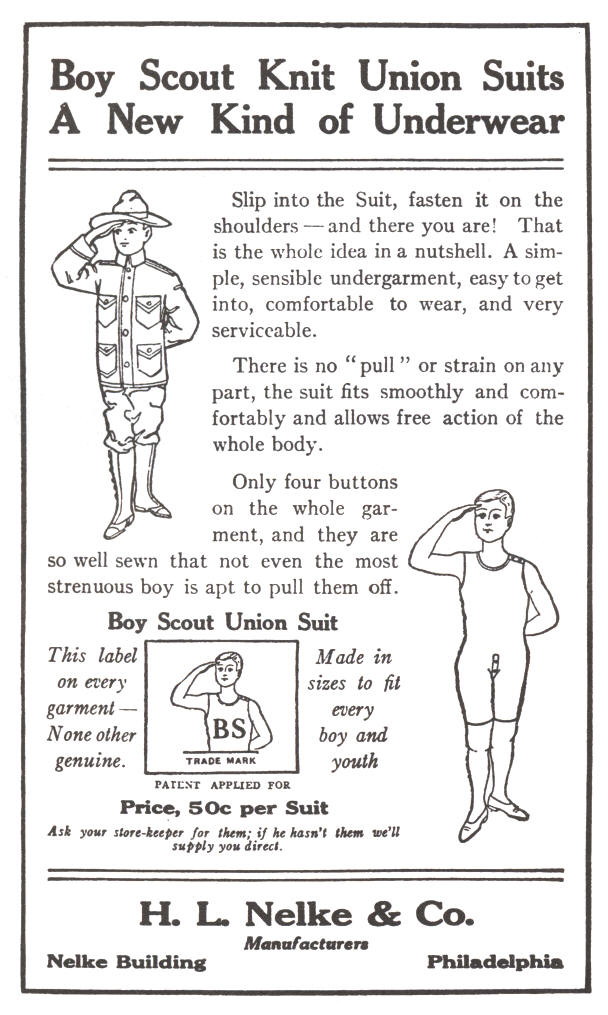 Boy Scout Knit Union Suits
A New Kind of Underwear
Slip into the Suit, fasten it on the
shoulders — and there you are! That
is the whole idea in a nutshell. A sim-
ple, sensible undergarment, easy to get
into, comfortable to wear, and very
serviceable.
There is no "pull" or strain on any
part, the suit fits smoothly and com-
fortably and allows free action of the
whole body.
Only four buttons
on the whole gar-
ment, and they are
so well sewn that not even the most
strenuous boy is apt to pull them off.
Boy Scout Union Suit
This label
on every
garment —
None other
genuine.
BS
TRADE MARK
Made in
sizes to fit
every
boy and
youth
PATENT APPLIED FOR
Price, 50c per Suit
Ask your store-keeper for them; if he hasn't them we'll
supply you direct.
H. L. Nelke & Co.
Manufacturers
Nelke Building
Philadelphia